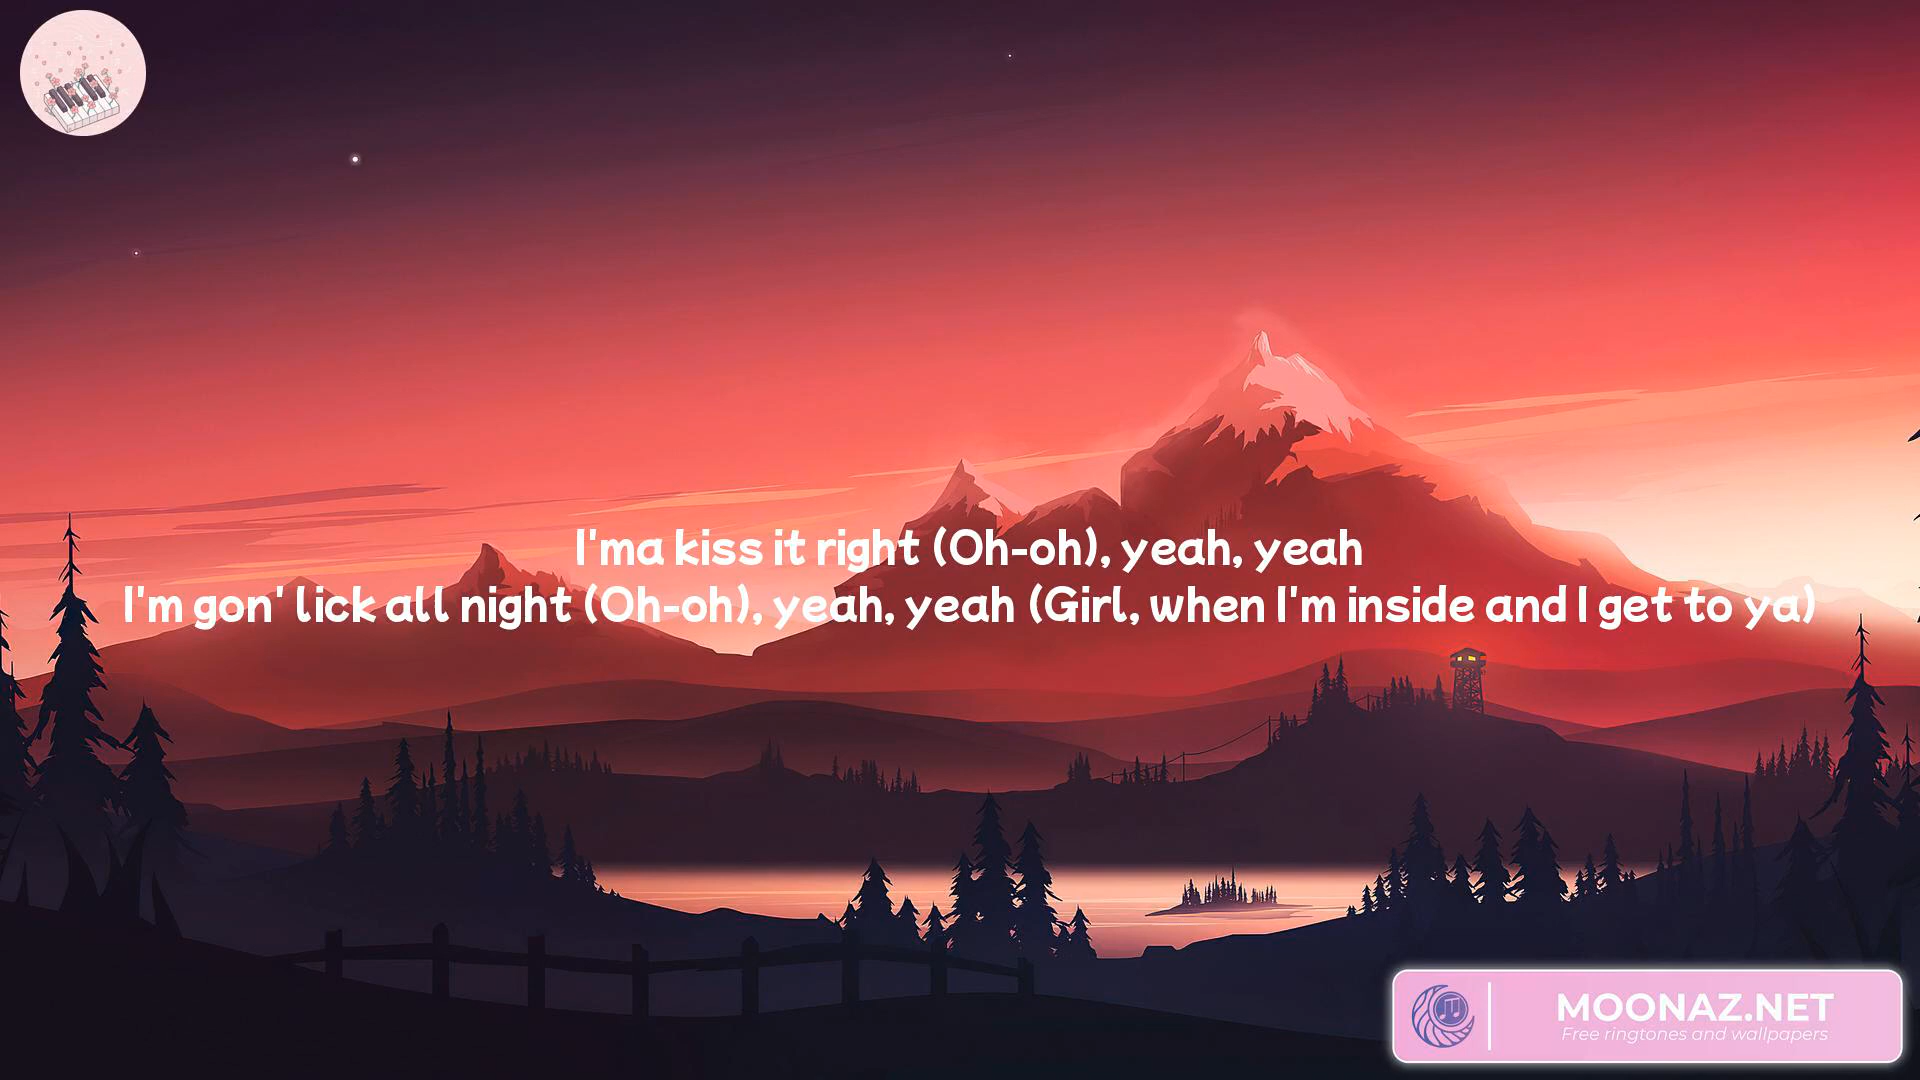 I'ma kiss it right (Oh-oh), yeah, yeah
I'm gon' lick all night (Oh-oh), yeah, yeah (Girl, when I'm inside and I get to ya)
MOONAZ.NET
Free ringtones and wallpapers